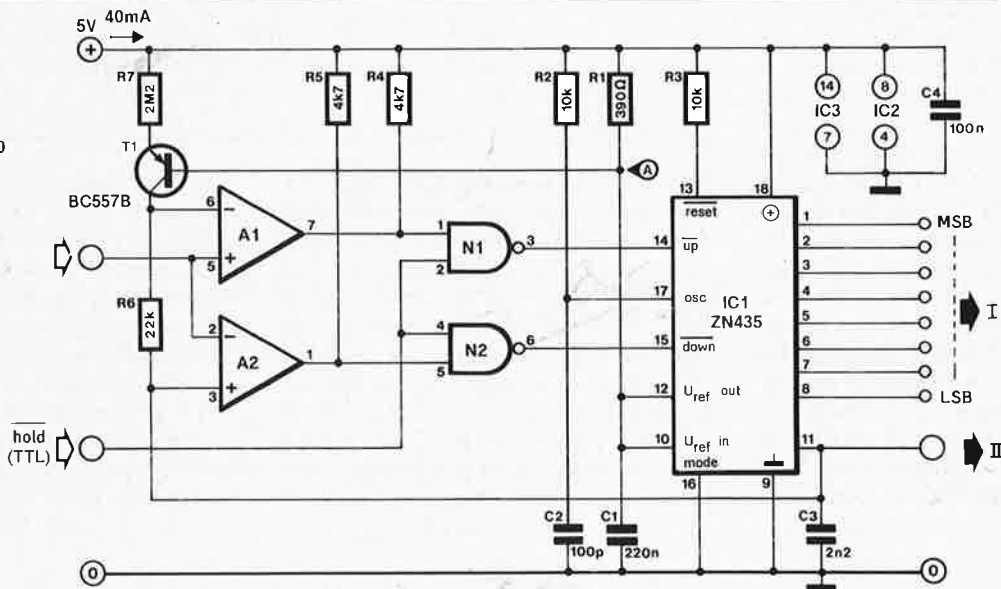 5V 40mA
+
R7
2M2
R5
4k7
R4
4k7
R2
10k
R1
390Ω
R3
10k
14
IC3
7
8
IC2
4
C4
100n
T1
BC557B
A
6 −
A1
7
5 +
1
N1
3
2
13 18
reset
+
14 up
17 osc
IC1
ZN435
15 down
12 Uref out
10 Uref in
mode
16 9
1 MSB
2
3
4
5
6
7
8 LSB
I
11
II
R6
22k
2 −
A2
1
3 +
4
N2
6
5
hold
(TTL)
C2
100p
C1
220n
C3
2n2
0
0